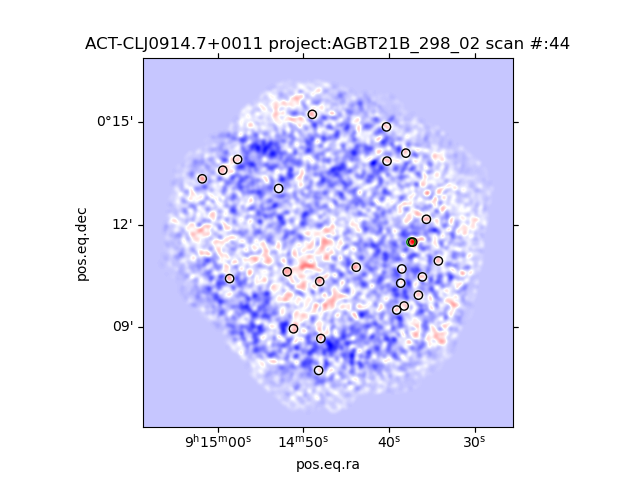 ACT-CLJ0914.7+0011 project:AGBT21B_298_02 scan #:44
pos.eq.dec
0°15'
12'
09'
9ʰ15ᵐ00ˢ 14ᵐ50ˢ 40ˢ 30ˢ
pos.eq.ra